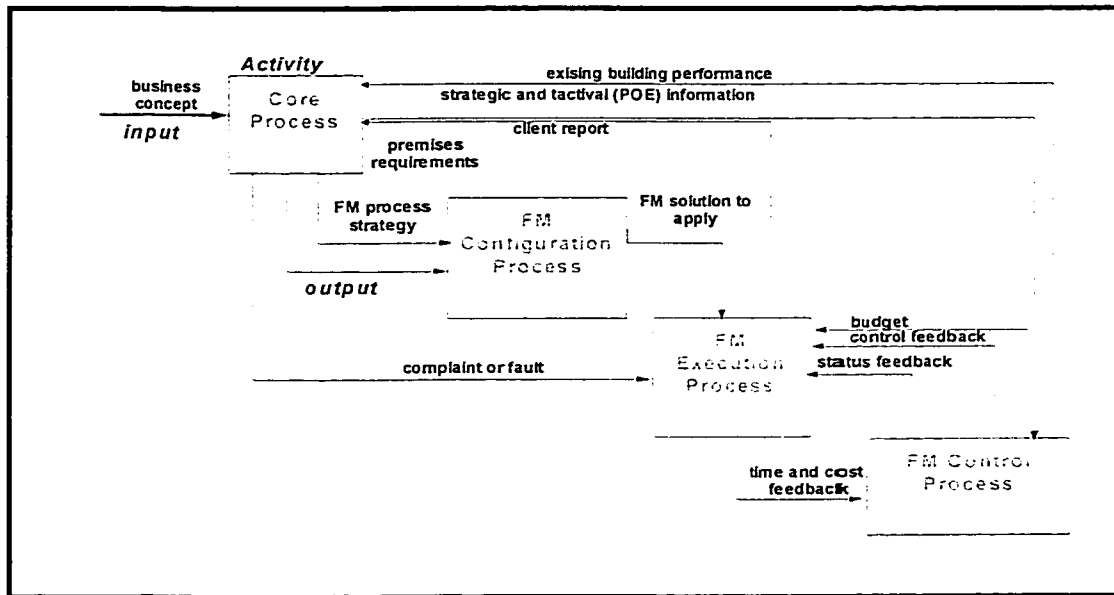 Activity
business
concept
input
Core
Process
exising building performance
strategic and tactival (POE) information
client report
premises
requirements
FM process
strategy
output
FM
Configuration
Process
FM solution to
apply
complaint or fault
FM
Execution
Process
budget
control feedback
status feedback
time and cost
feedback
FM Control
Process